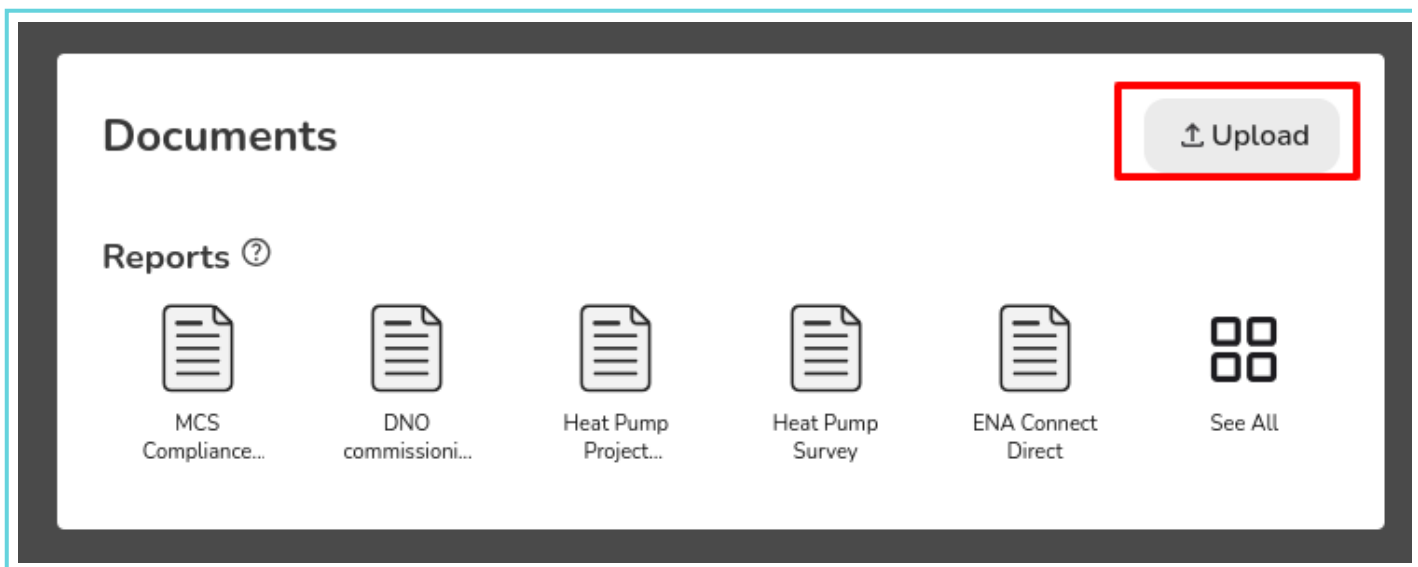 Documents
Upload
Reports
MCS
Compliance...
DNO
commissioni...
Heat Pump
Project...
Heat Pump
Survey
ENA Connect
Direct
See All